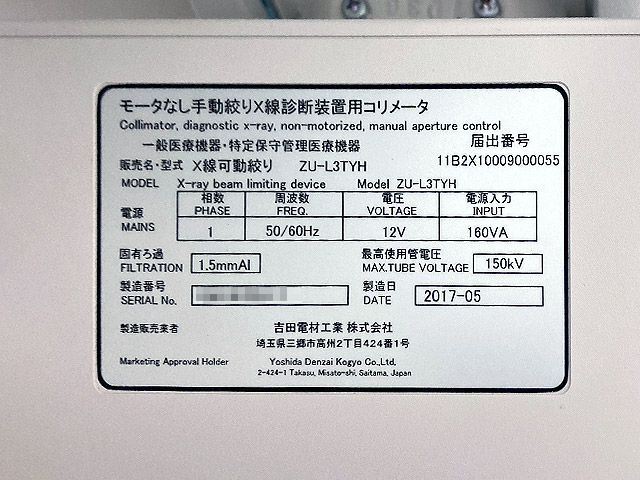 モータなし手動絞りX線診断装置用コリメータ
Collimator, diagnostic x-ray, non-motorized, manual aperture control
一般医療機器・特定保守管理医療機器
届出番号
11B2X10009000055
販売名・型式 X線可動絞り ZU-L3TYH
MODEL X-ray beam limiting device Model ZU-L3TYH
電源 MAINS
相数 PHASE 周波数 FREQ. 電圧 VOLTAGE 電源入力 INPUT
1 50/60Hz 12V 160VA
固有ろ過 FILTRATION 1.5mmAl 最高使用管電圧 MAX.TUBE VOLTAGE 150kV
製造番号 SERIAL No. 製造日 DATE 2017-05
製造販売業者 吉田電材工業 株式会社
埼玉県三郷市高州2丁目424番1号
Marketing Approval Holder Yoshida Denzai Kogyo Co.,Ltd.
2-424-1 Takasu, Misato-shi, Saitama, Japan